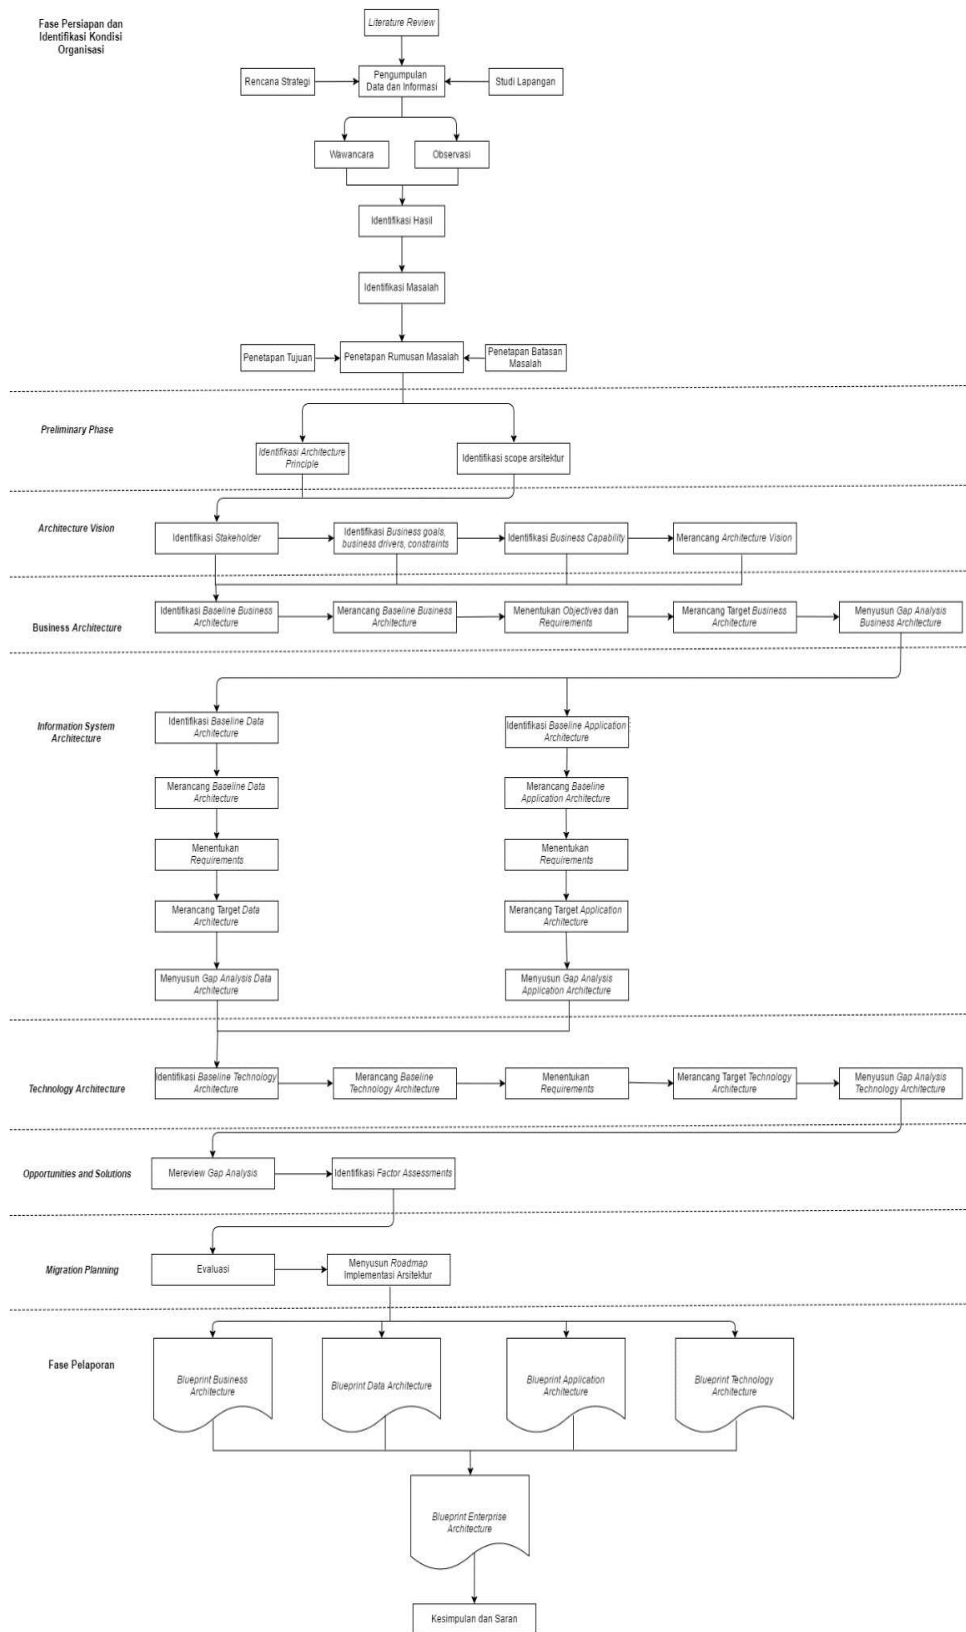 Fase Persiapan dan
Identifikasi Kondisi
Organisasi
Literature Review
Rencana Strategi
Pengumpulan
Data dan Informasi
Studi Lapangan
Wawancara
Observasi
Identifikasi Hasil
Identifikasi Masalah
Penetapan Tujuan
Penetapan Rumusan Masalah
Penetapan Batasan
Masalah
Preliminary Phase
Identifikasi Architecture
Principle
Identifikasi scope arsitektur
Architecture Vision
Identifikasi Stakeholder
Identifikasi Business goals,
business drivers, constraints
Identifikasi Business Capability
Merancang Architecture Vision
Business Architecture
Identifikasi Baseline Business
Architecture
Merancang Baseline Business
Architecture
Menentukan Objectives dan
Requirements
Merancang Target Business
Architecture
Menyusun Gap Analysis
Business Architecture
Information System
Architecture
Identifikasi Baseline Data
Architecture
Identifikasi Baseline Application
Architecture
Merancang Baseline Data
Architecture
Merancang Baseline
Application Architecture
Menentukan
Requirements
Menentukan
Requirements
Merancang Target Data
Architecture
Merancang Target Application
Architecture
Menyusun Gap Analysis Data
Architecture
Menyusun Gap Analysis
Application Architecture
Technology Architecture
Identifikasi Baseline Technology
Architecture
Merancang Baseline
Technology Architecture
Menentukan
Requirements
Merancang Target Technology
Architecture
Menyusun Gap Analysis
Technology Architecture
Opportunities and Solutions
Mereview Gap Analysis
Identifikasi Factor Assessments
Migration Planning
Evaluasi
Menyusun Roadmap
Implementasi Arsitektur
Fase Pelaporan
Blueprint Business
Architecture
Blueprint Data Architecture
Blueprint Application
Architecture
Blueprint Technology
Architecture
Blueprint Enterprise
Architecture
Kesimpulan dan Saran